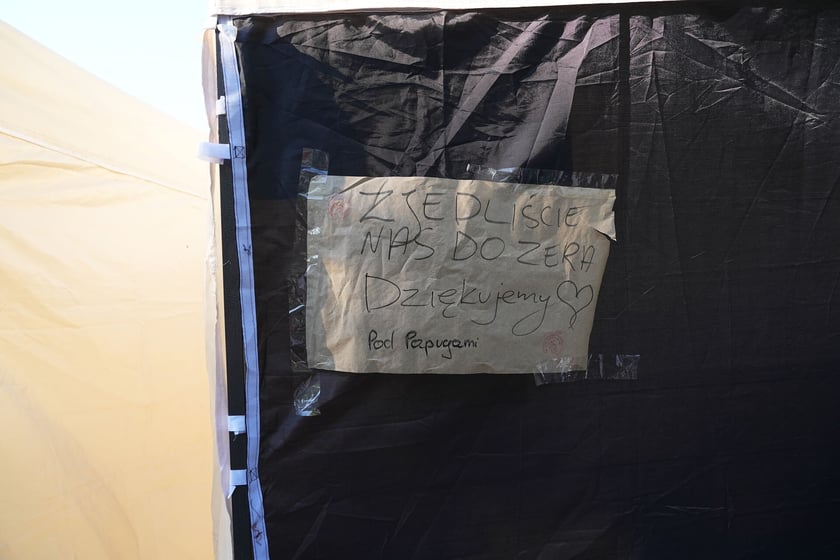 ZJEDLIŚCIE
NAS DO ZERA
Dziękujemy ♡
Pod Papugami